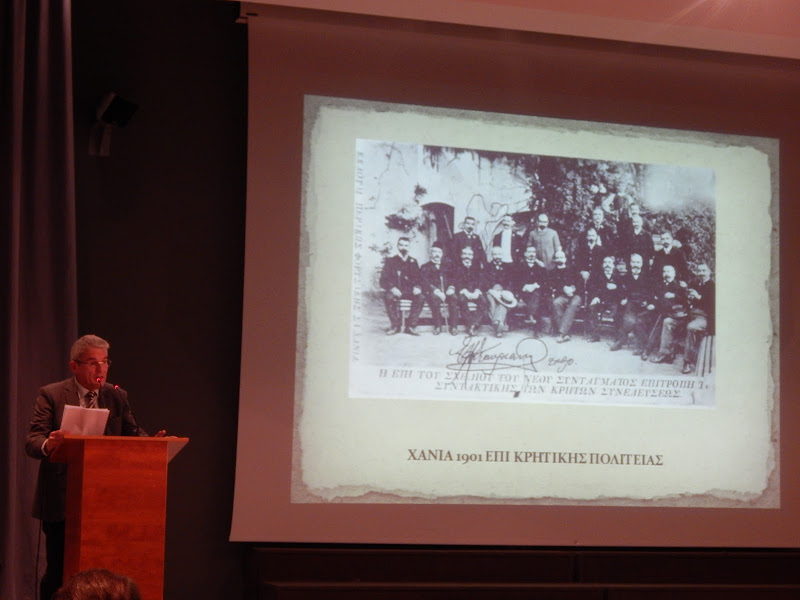 Η ΕΠΙ ΤΟΥ ΣΧΕΔΙΟΥ ΤΟΥ ΝΕΟΥ ΣΥΝΤΑΓΜΑΤΟΣ ΕΠΙΤΡΟΠΗ
ΣΥΝΤΑΚΤΙΚΗΣ ΤΩΝ ΚΡΗΤΩΝ ΣΥΝΕΛΕΥΣΕΩΣ
ΧΑΝΙΑ 1901 ΕΠΙ ΚΡΗΤΙΚΗΣ ΠΟΛΙΤΕΙΑΣ